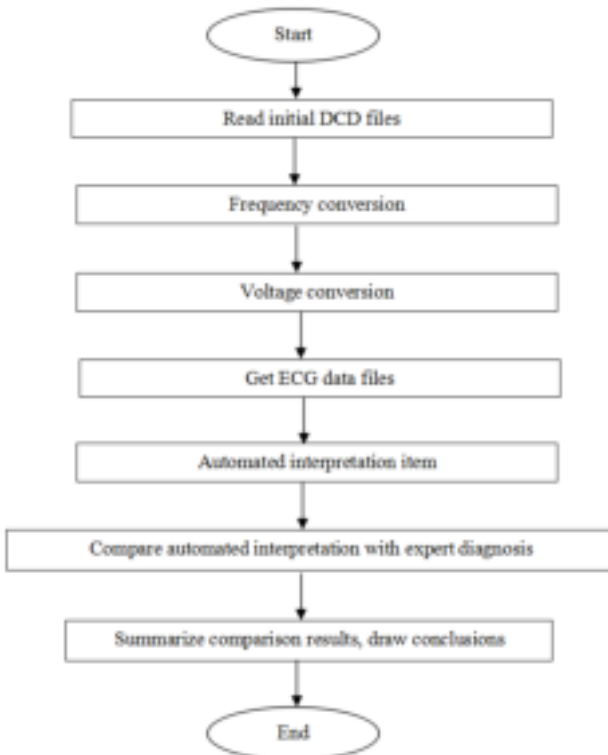 Start
Read initial DCD files
Frequency conversion
Voltage conversion
Get ECG data files
Automated interpretation item
Compare automated interpretation with expert diagnosis
Summarize comparison results, draw conclusions
End